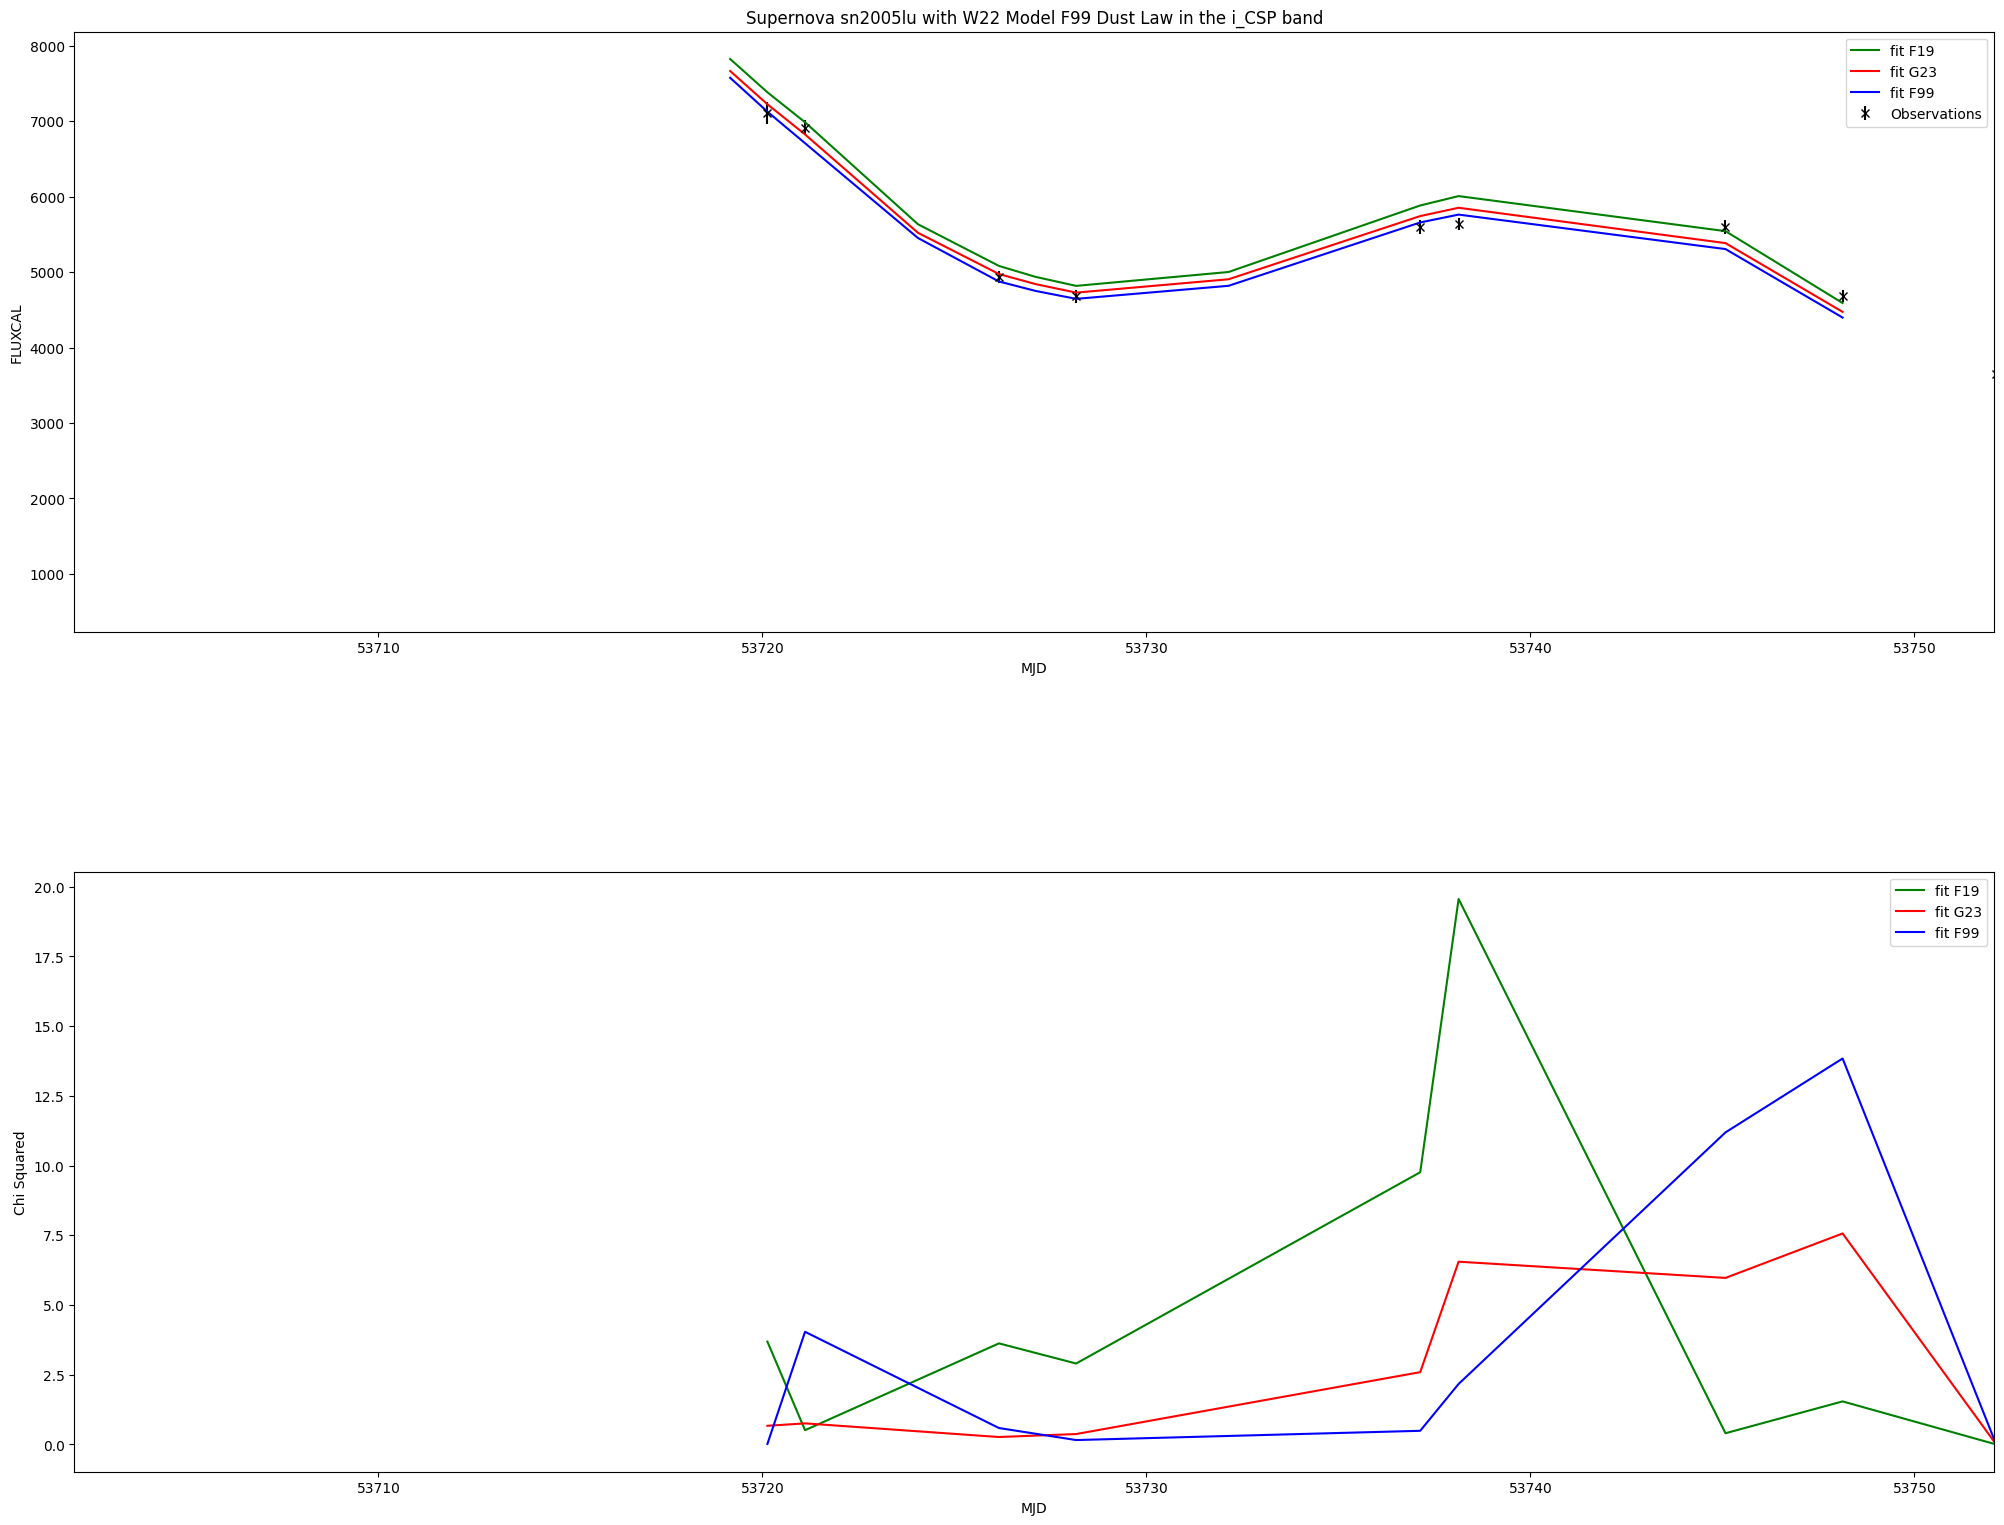 Supernova sn2005lu with W22 Model F99 Dust Law in the i_CSP band
8000
7000
6000
5000
4000
3000
2000
1000
FLUXCAL
fit F19
fit G23
fit F99
Observations
53710 53720 53730 53740 53750
MJD
20.0
17.5
15.0
12.5
10.0
7.5
5.0
2.5
0.0
Chi Squared
fit F19
fit G23
fit F99
53710 53720 53730 53740 53750
MJD